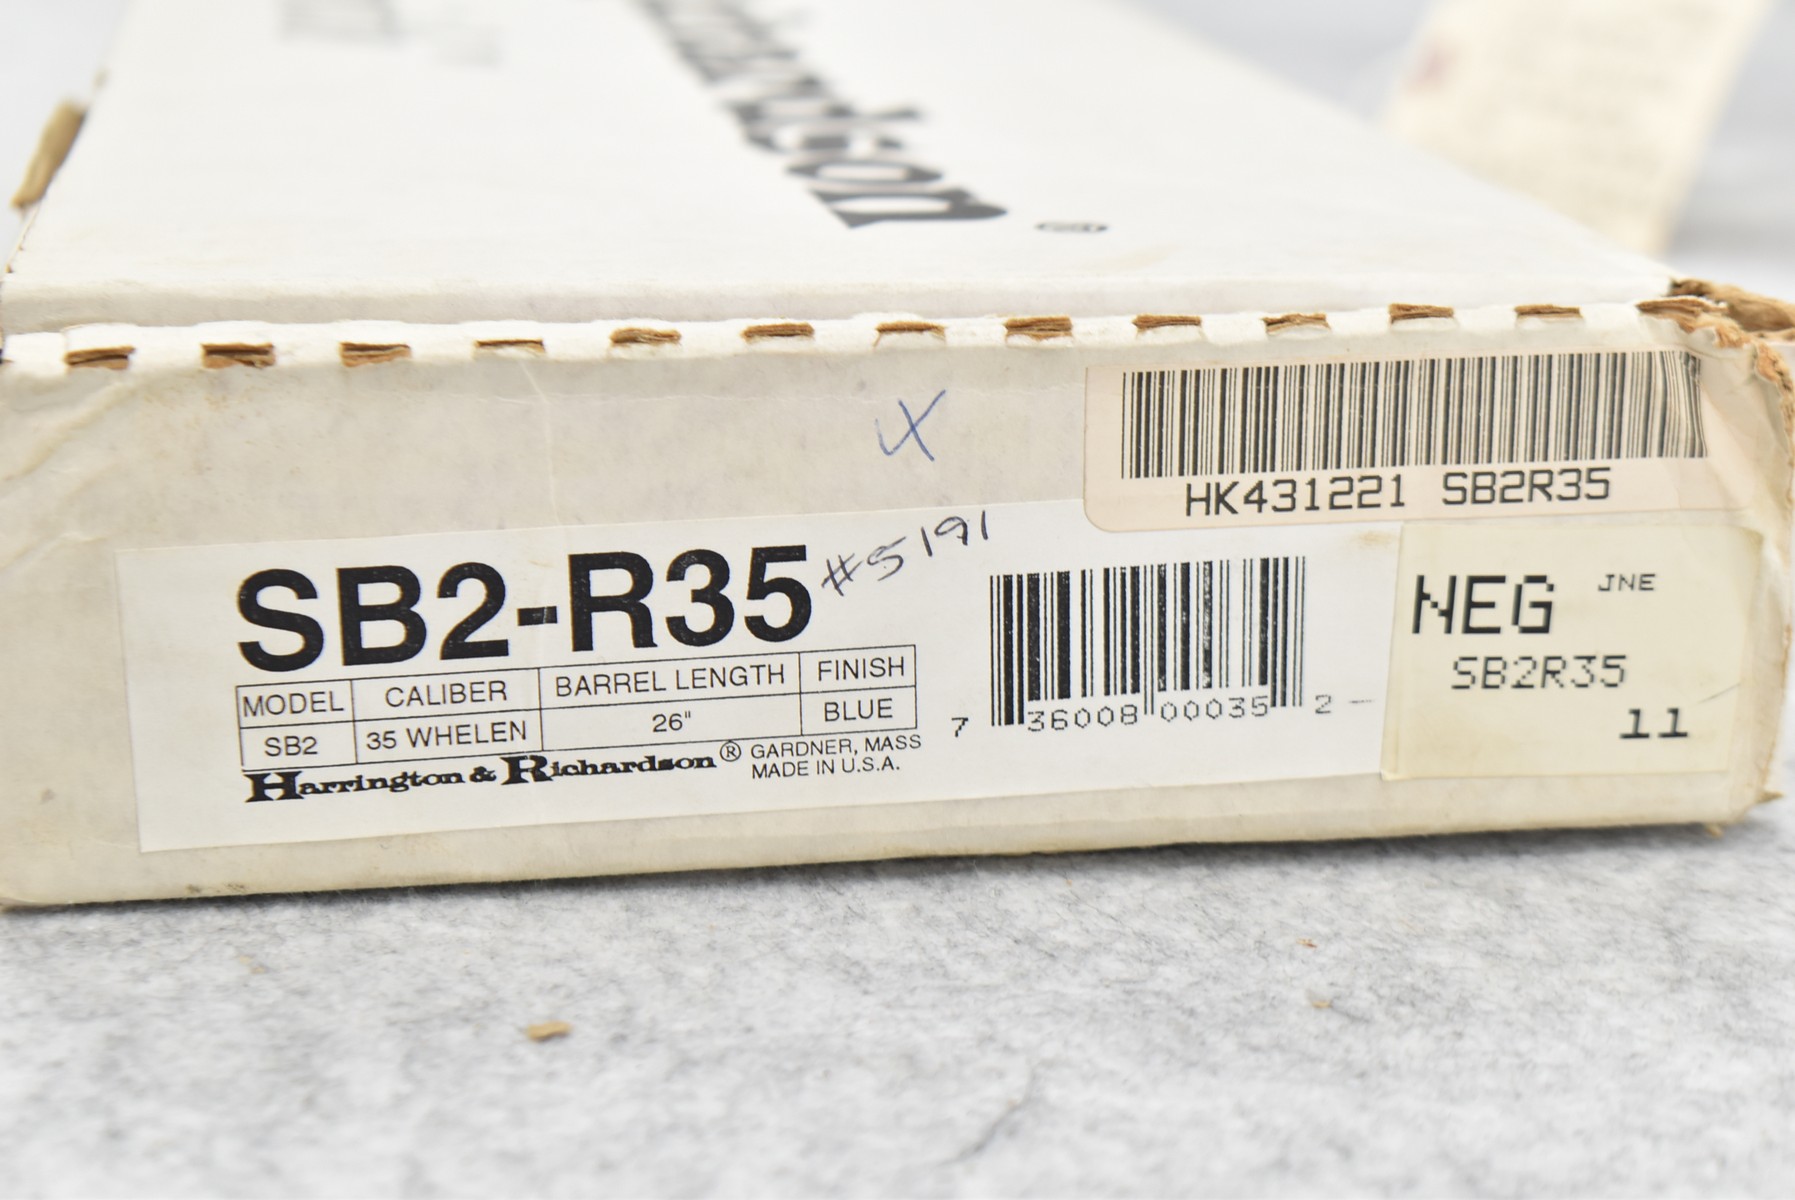 4
HK431221 SB2R35
SB2-R35 #5191
MODEL CALIBER BARREL LENGTH FINISH
SB2 35 WHELEN 26" BLUE
Harrington & Richardson® GARDNER, MASS
MADE IN U.S.A.
7 36008 00035 2
NEG JNE
SB2R35
11